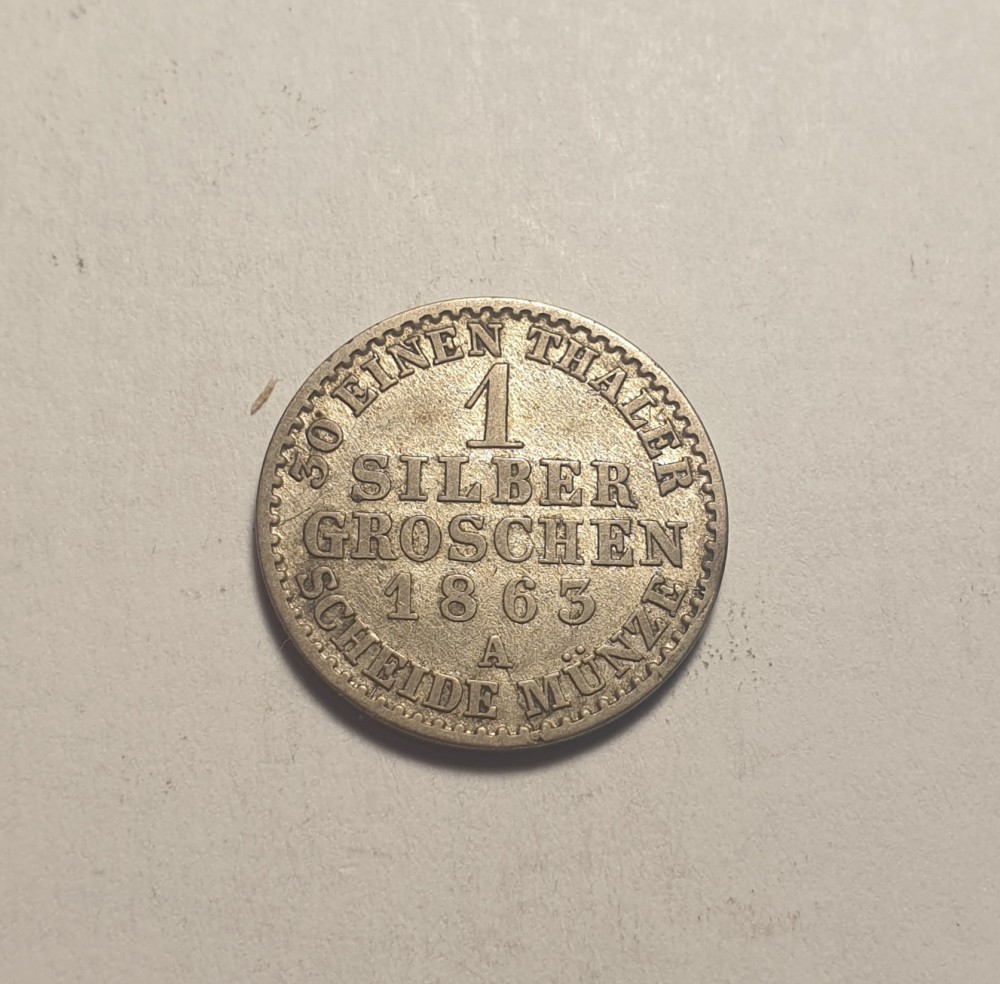 30 EINEN THALER
1
SILBER
GROSCHEN
1863
A
SCHEIDE MÜNZE